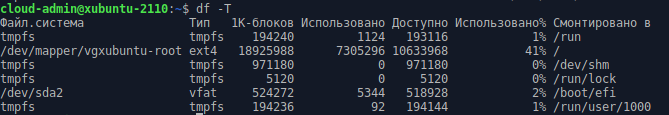 cloud-admin@xubuntu-2110:~$ df -T
Файл.система Тип 1K-блоков Использовано Доступно Использовано% Смонтировано в
tmpfs tmpfs 194240 1124 193116 1% /run
/dev/mapper/vgxubuntu-root ext4 18925988 7305296 10633968 41% /
tmpfs tmpfs 971180 0 971180 0% /dev/shm
tmpfs tmpfs 5120 0 5120 0% /run/lock
/dev/sda2 vfat 524272 5344 518928 2% /boot/efi
tmpfs tmpfs 194236 92 194144 1% /run/user/1000